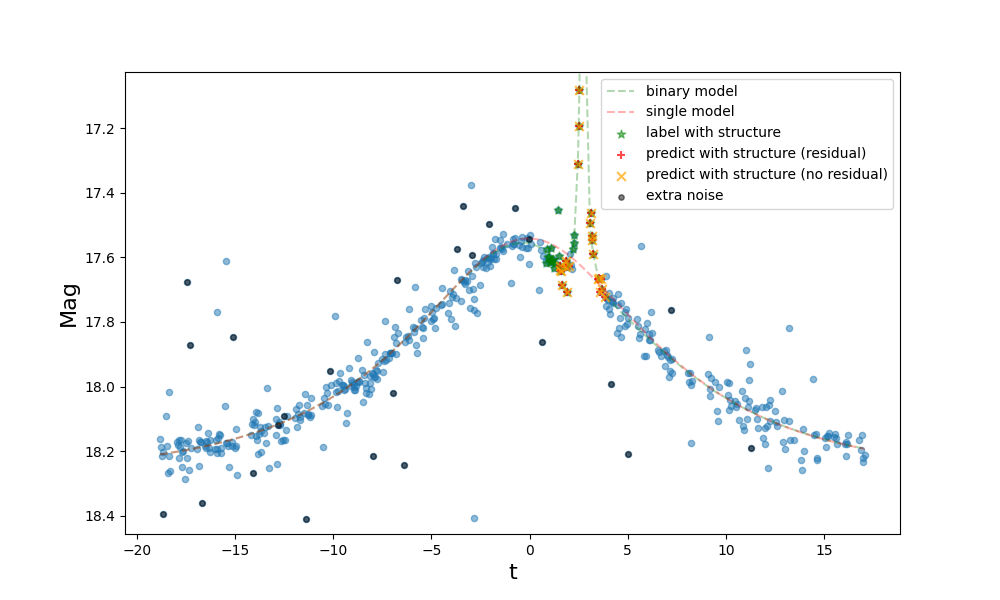 binary model
single model
label with structure
predict with structure (residual)
predict with structure (no residual)
extra noise
17.2
17.4
17.6
17.8
18.0
18.2
18.4
Mag
−20 −15 −10 −5 0 5 10 15
t